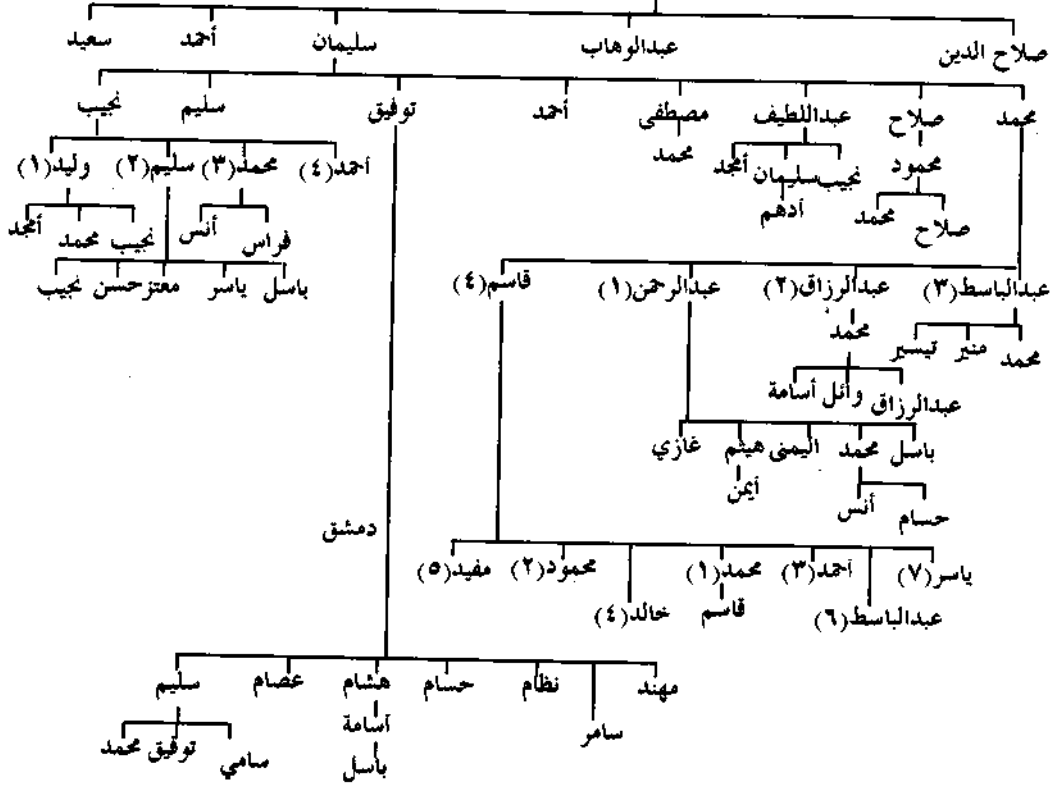 صلاح الدين عبدالوهاب سليمان أحمد سعيد
محمد صلاح عبداللطيف مصطفى أحمد توفيق سليم نجيب
محمود محمد نجيب سليمان أمجد أحمد(٤) محمد(٣) سليم(٢) وليد(١)
صلاح محمد أدهم فراس أنس نجيب محمد أمجد
باسل ياسر معتز حسن نجيب
عبدالباسط(٣) عبدالرزاق(٢) عبدالرحمن(١) قاسم(٤)
محمد منير تيسير محمد
عبدالرزاق وائل أسامة
باسل محمد اليمنى هيثم غازي
حسام أنس أيمن
دمشق
ياسر(٧) أحمد(٣) محمد(١) محمود(٢) مفيد(٥)
عبدالباسط(٦) قاسم خالد(٤)
مهند نظام حسام هشام عصام سليم
سامر أسامة
سامي توفيق محمد باسل